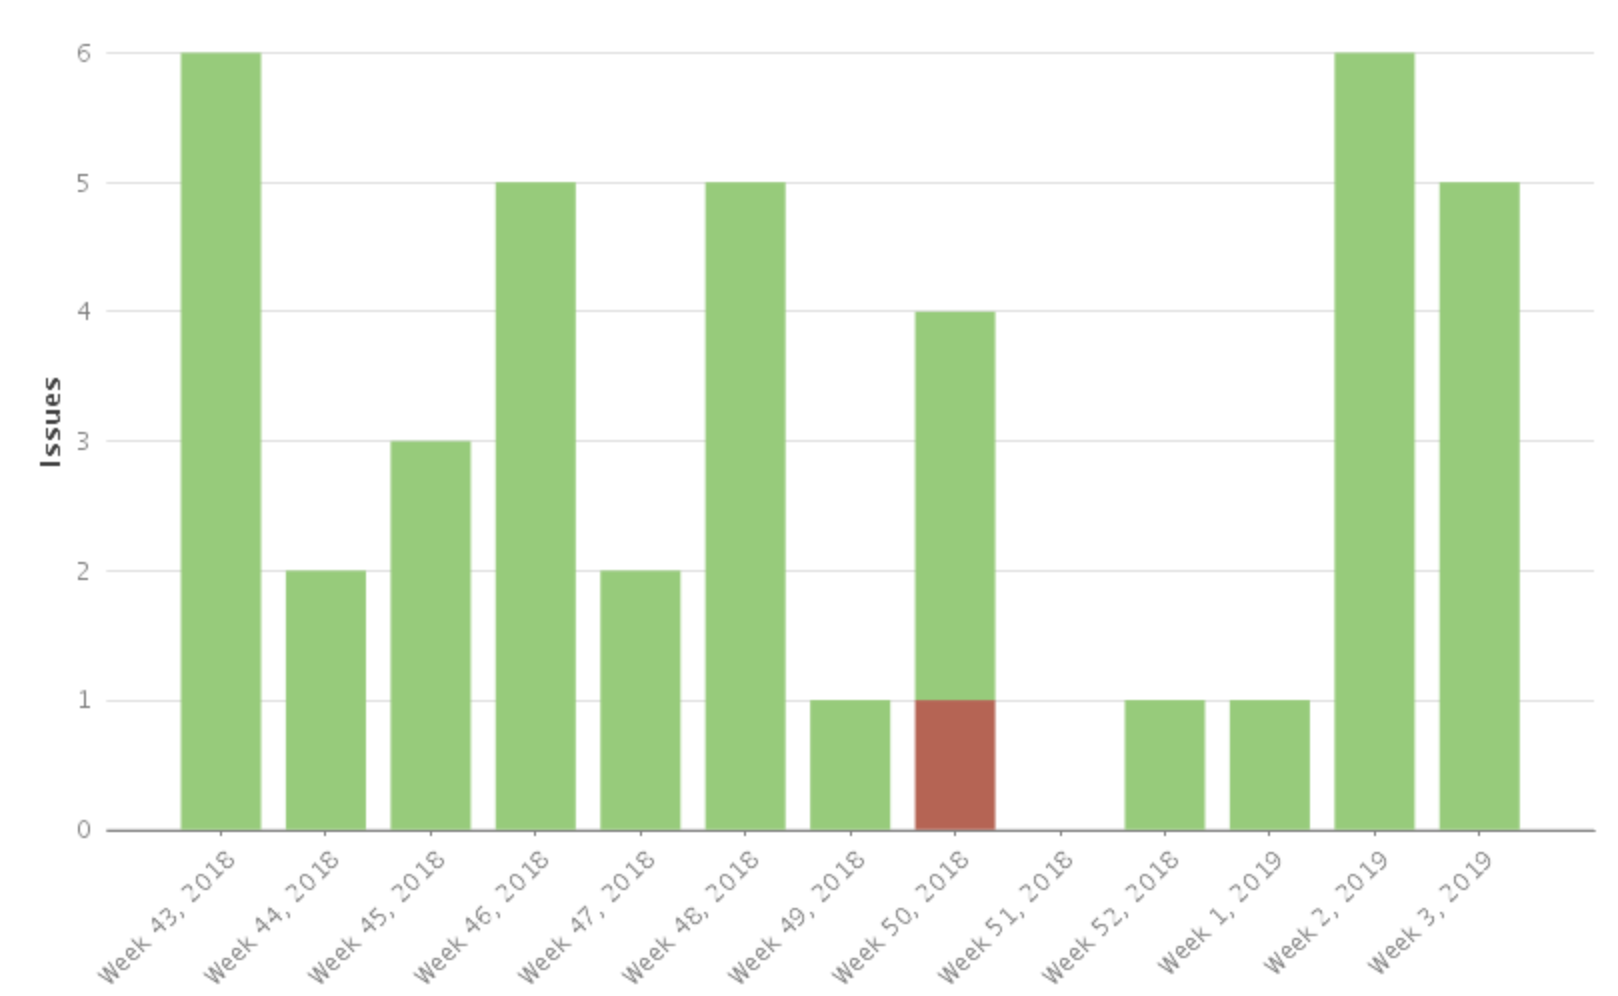 6
5
4
3
2
1
0
Issues
Week 43, 2018
Week 44, 2018
Week 45, 2018
Week 46, 2018
Week 47, 2018
Week 48, 2018
Week 49, 2018
Week 50, 2018
Week 51, 2018
Week 52, 2018
Week 1, 2019
Week 2, 2019
Week 3, 2019